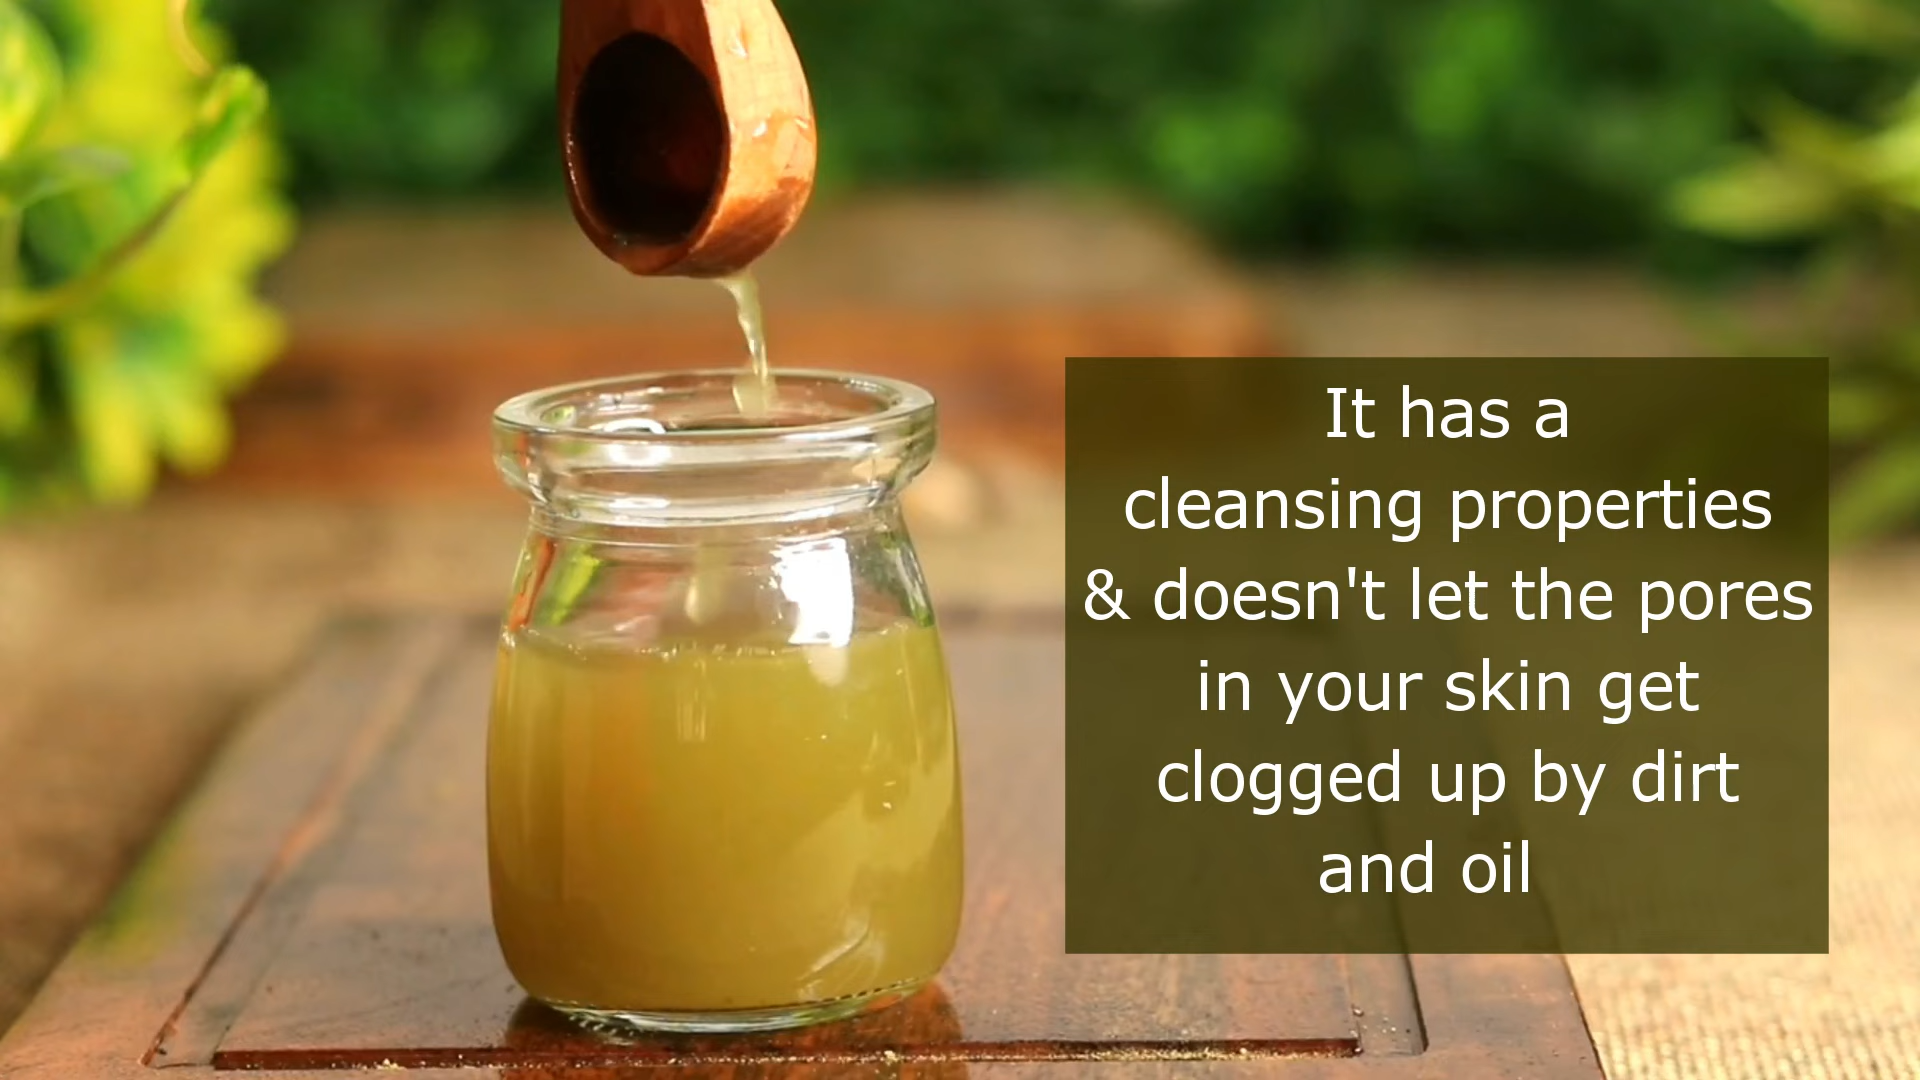 It has a
cleansing properties
& doesn't let the pores
in your skin get
clogged up by dirt
and oil